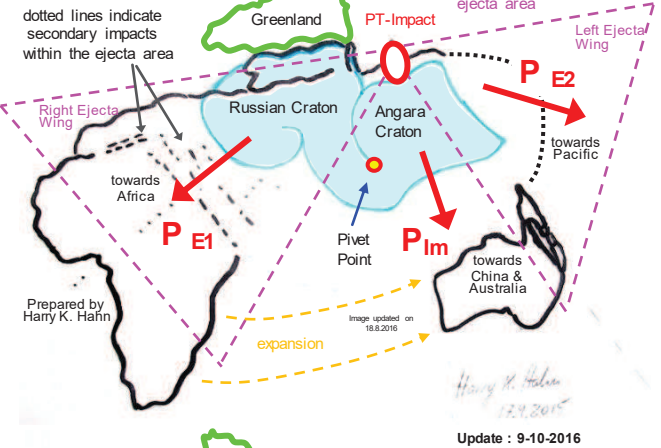 ejecta area
dotted lines indicate
secondary impacts
within the ejecta area
Greenland
PT-Impact
Left Ejecta
Wing
P E2
Right Ejecta
Wing
Russian Craton
Angara
Craton
towards
Pacific
towards
Africa
P E1
Pivet
Point
P Im
towards
China &
Australia
Prepared by
Harry K. Hahn
Image updated on
18.8.2016
expansion
Harry K. Hahn
17.4.2015
Update : 9-10-2016